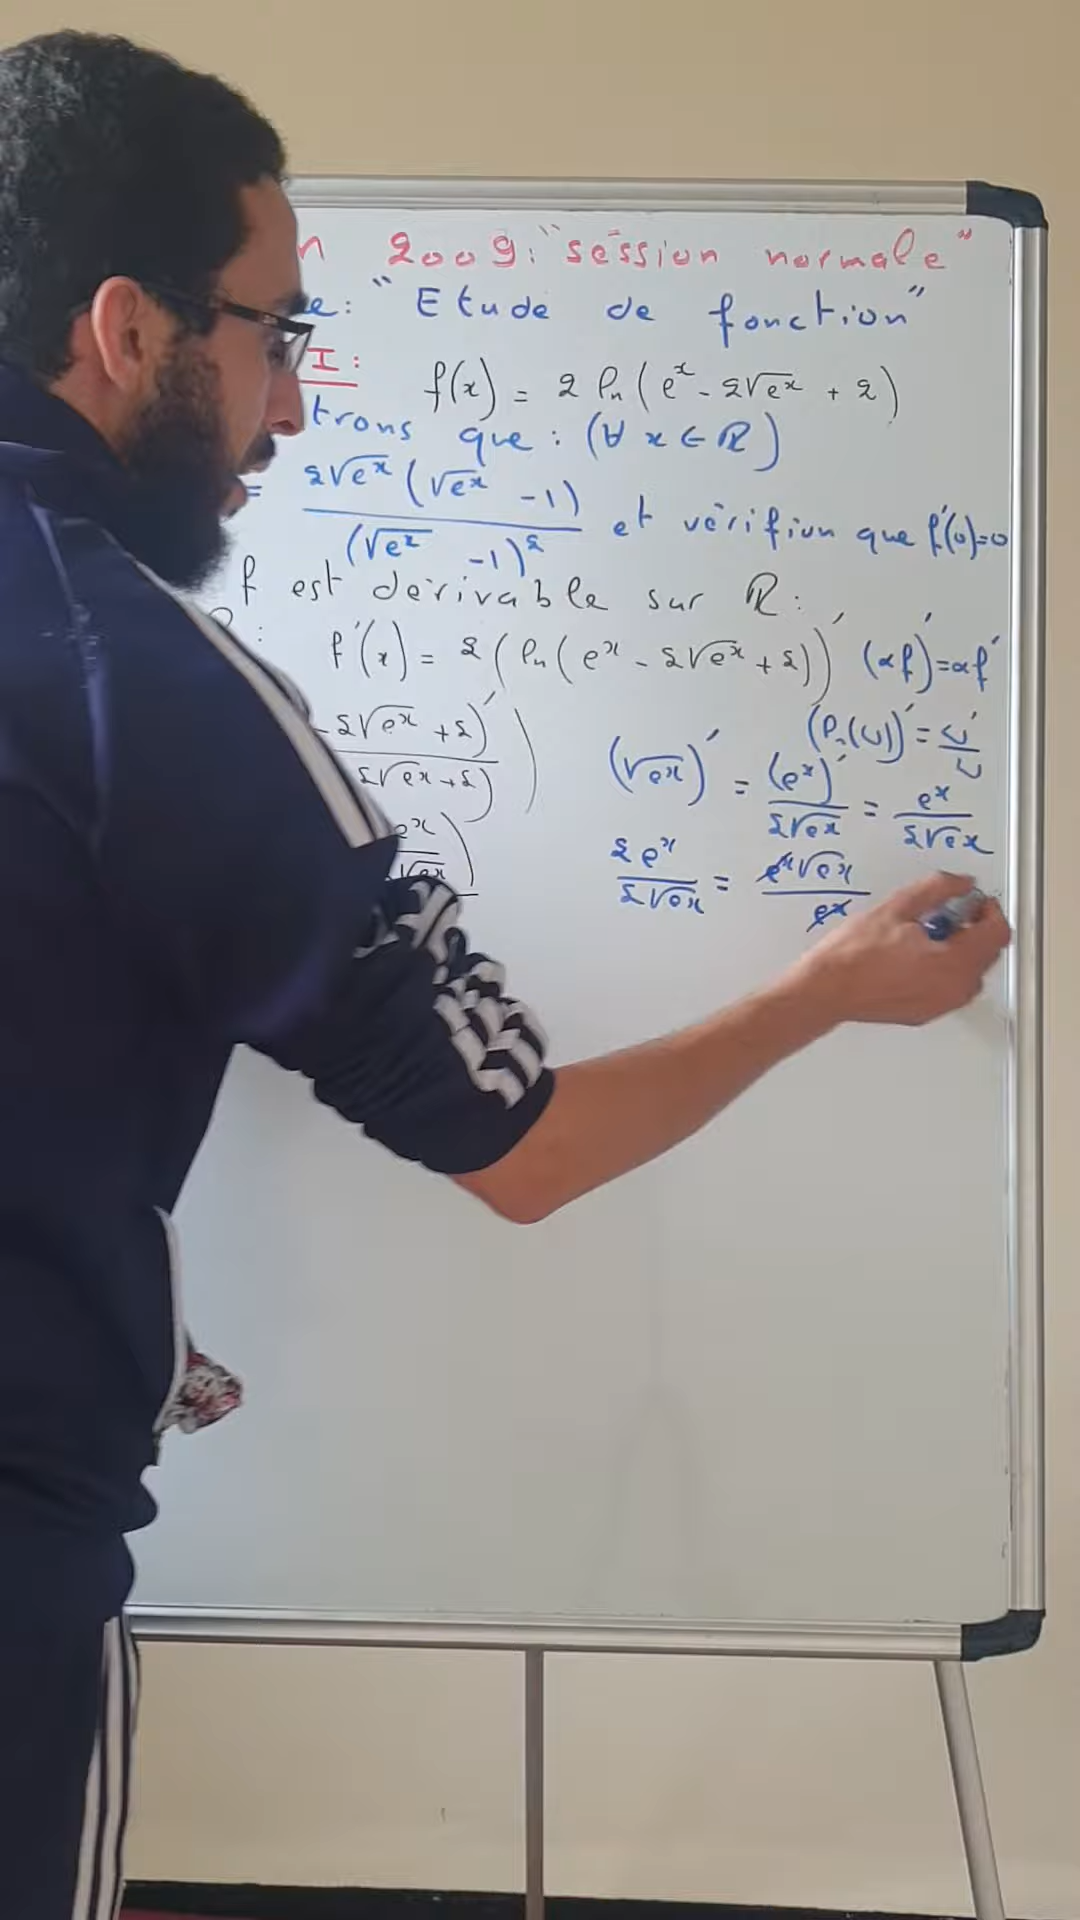 n 2009: "session normale"
e: "Etude de fonction"
I: f(x) = 2 ln(e^x - 2√e^x + 2)
trons que: (∀ x ∈ ℝ)
= 2√e^x (√e^x - 1) / (√e^x - 1)^2 et vérifion que f'(0)=0
f est dérivable sur ℝ:
: f'(x) = 2 (ln(e^x - 2√e^x + 2))' (αf)' = αf'
- 2√e^x + 2)' / 2√e^x + 2) )
(ln(u))' = u'/u
(√e^x)' = (e^x)' / 2√e^x = e^x / 2√e^x
e^x / √e^x )
2e^x / 2√e^x = e^x√e^x / e^x